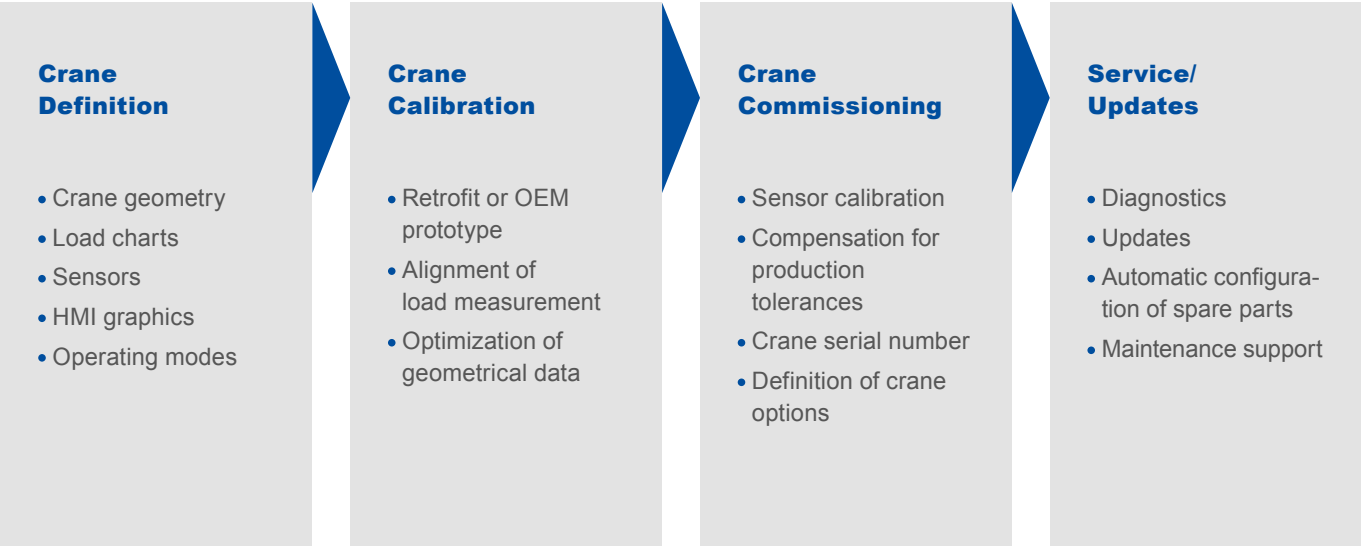 Crane
Definition
• Crane geometry
• Load charts
• Sensors
• HMI graphics
• Operating modes
Crane
Calibration
• Retrofit or OEM
prototype
• Alignment of
load measurement
• Optimization of
geometrical data
Crane
Commissioning
• Sensor calibration
• Compensation for
production
tolerances
• Crane serial number
• Definition of crane
options
Service/
Updates
• Diagnostics
• Updates
• Automatic configura-
tion of spare parts
• Maintenance support